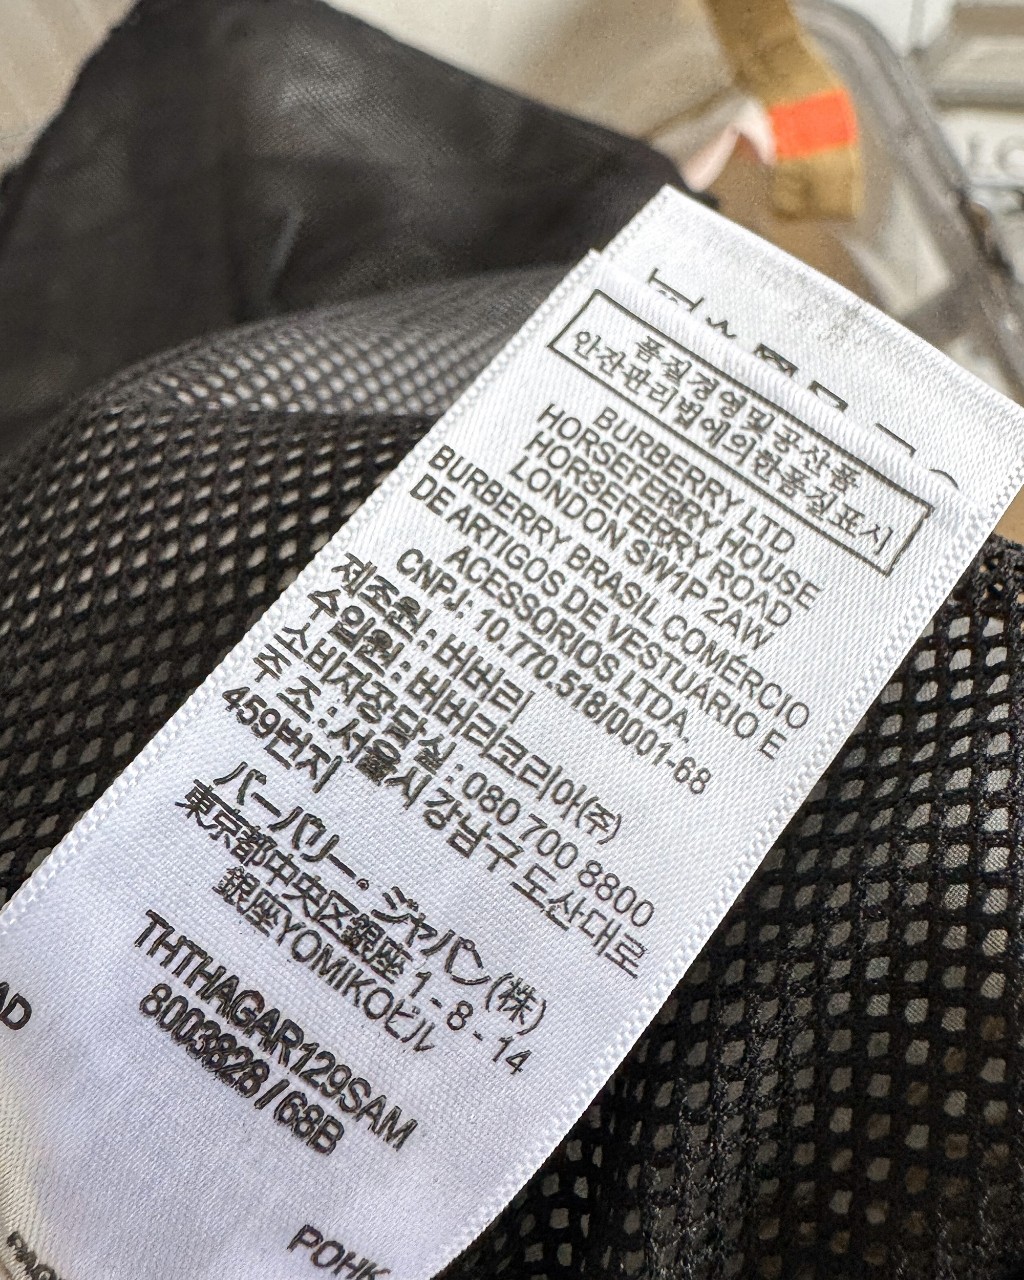 품질경영및공산품
안전관리법에의한품질표시
BURBERRY LTD
HORSEFERRY HOUSE
HORSEFERRY ROAD
LONDON SW1P 2AW
BURBERRY BRASIL COMÉRCIO
DE ARTIGOS DE VESTUARIO E
ACESSORIOS LTDA.
CNPJ: 10.770.518/0001-68
제조원 : 버버리
수입원 : 버버리코리아(주)
소비자상담실 : 080 700 8800
주 소 : 서울시 강남구 도산대로
459번지
バーバリー。ジャパン(株)
東京都中央区銀座 1 - 8 - 14
銀座YOMIKOビル
THTHAGAR129SAM
8003828 / 68B
AD
POHK